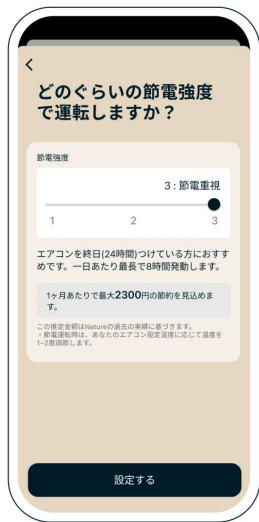 どのぐらいの節電強度
で運転しますか？
節電強度
3 : 節電重視
1 2 3
エアコンを終日(24時間)つけている方におすす
めです。一日あたり最長で8時間発動します。
1ヶ月あたりで最大2300円の節約を見込めま
す。
この推定金額はNatureの過去の実績に基づきます。
・節電運転時は、あなたのエアコン設定温度に応じて温度を
1~2度調節します。
設定する